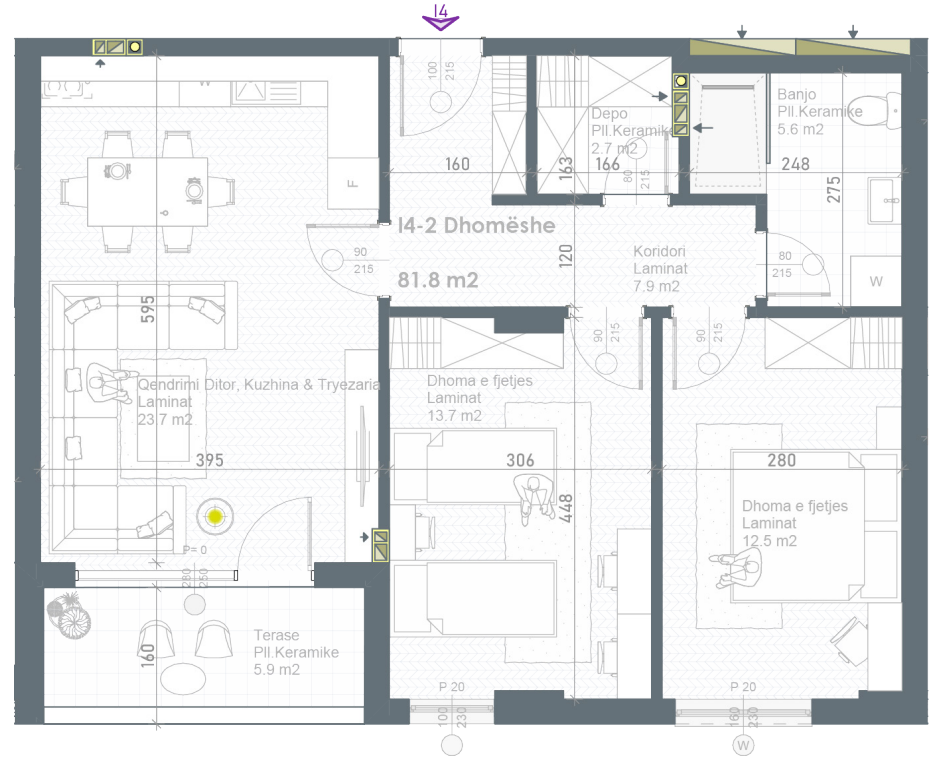 I4
W
100
215
Banjo
Pll.Keramike
5.6 m2
Depo
Pll.Keramike
2.7 m2
160
163
166
80
215
248
275
F
I4-2 Dhomëshe
81.8 m2
90
215
120
Koridori
Laminat
7.9 m2
80
215
W
595
90
215
90
215
Qendrimi Ditor, Kuzhina & Tryezaria
Laminat
23.7 m2
Dhoma e fjetjes
Laminat
13.7 m2
395
306
280
448
Dhoma e fjetjes
Laminat
12.5 m2
P= 0
280
250
160
Terase
Pll.Keramike
5.9 m2
P 20
100
230
P 20
160
230
W